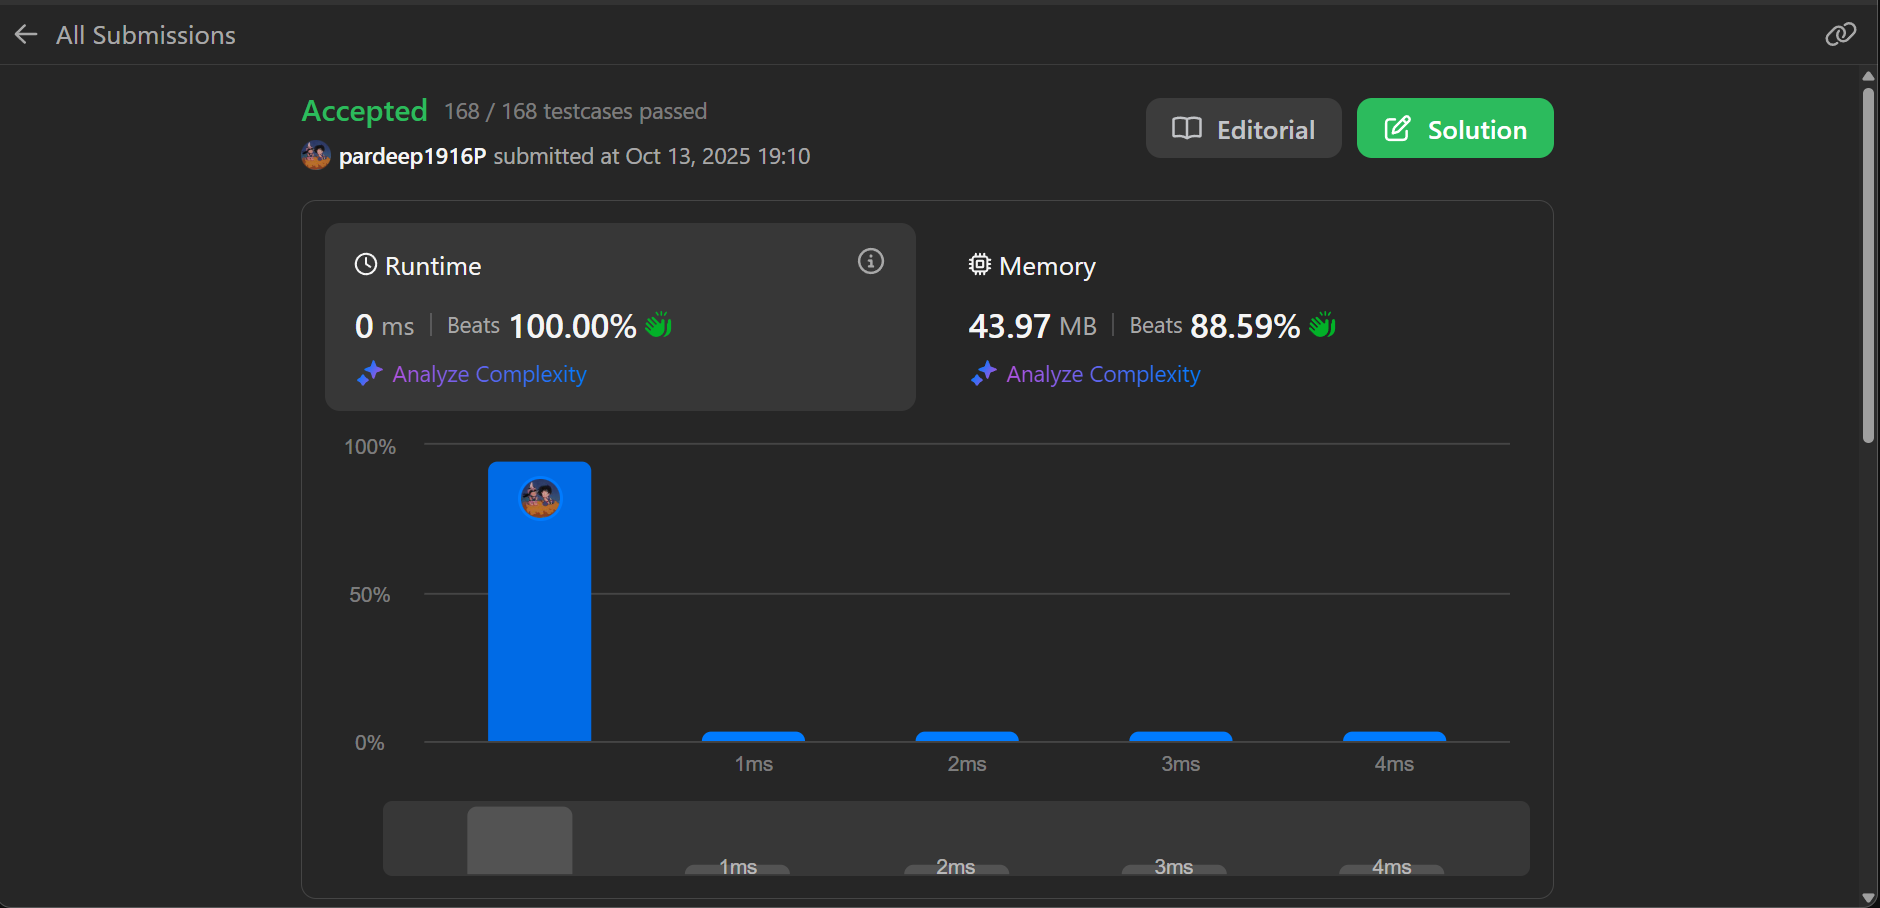 All Submissions
Accepted 168 / 168 testcases passed
pardeep1916P submitted at Oct 13, 2025 19:10
Editorial
Solution
Runtime
0 ms | Beats 100.00%
Analyze Complexity
Memory
43.97 MB | Beats 88.59%
Analyze Complexity
100%
50%
0%
1ms 2ms 3ms 4ms
1ms 2ms 3ms 4ms